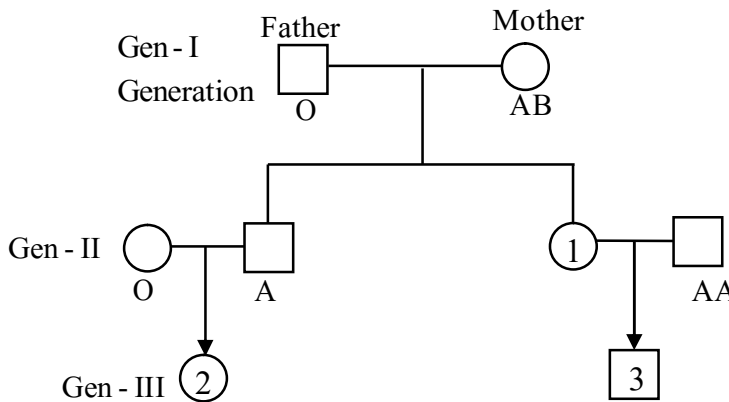 Father
Mother
Gen - I
Generation
O
AB
Gen - II
1
O
A
AA
Gen - III
2
3